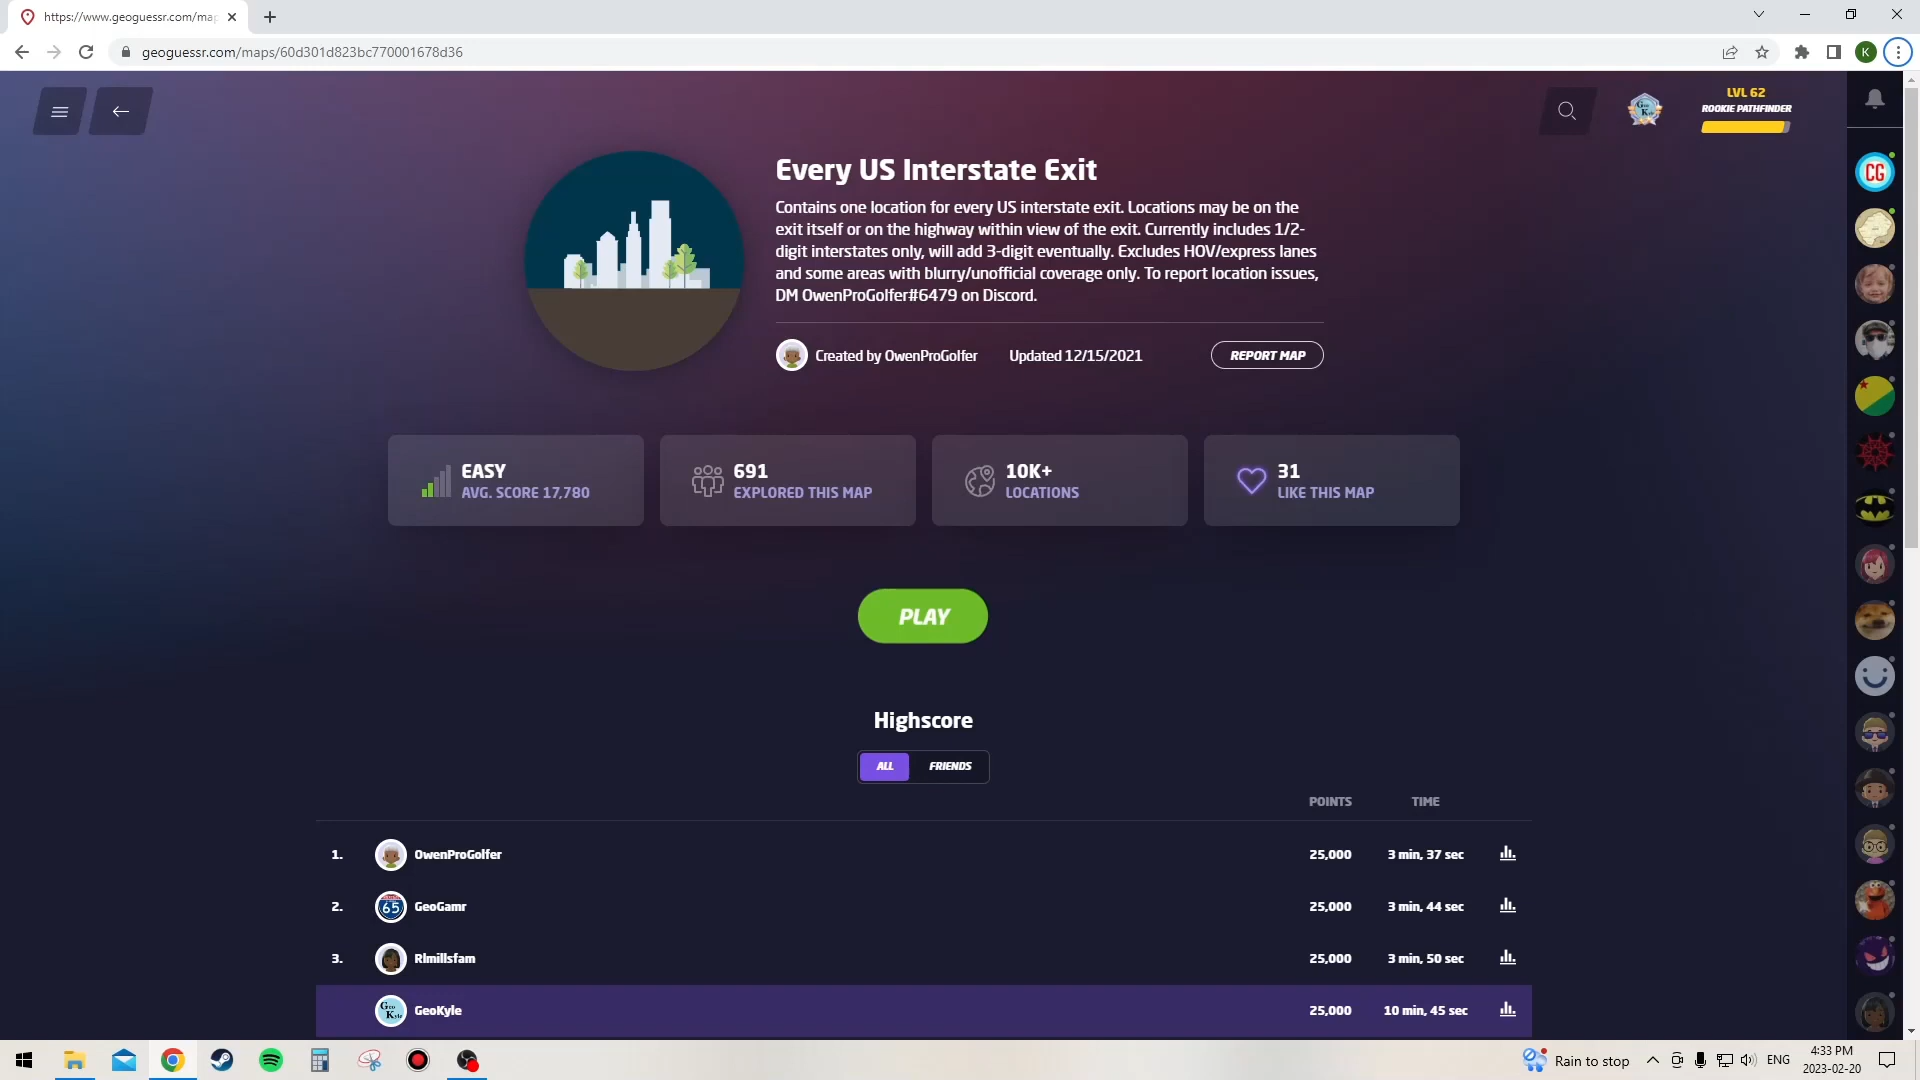 https://www.geoguessr.com/map
geoguessr.com/maps/60d301d823bc770001678d36
K
LVL 62
ROOKIE PATHFINDER
Every US Interstate Exit
Contains one location for every US interstate exit. Locations may be on the
exit itself or on the highway within view of the exit. Currently includes 1/2-
digit interstates only, will add 3-digit eventually. Excludes HOV/express lanes
and some areas with blurry/unofficial coverage only. To report location issues,
DM OwenProGolfer#6479 on Discord.
Created by OwenProGolfer Updated 12/15/2021 REPORT MAP
CG
EASY
AVG. SCORE 17,780
691
EXPLORED THIS MAP
10K+
LOCATIONS
31
LIKE THIS MAP
PLAY
Highscore
ALL FRIENDS
POINTS TIME
1. OwenProGolfer 25,000 3 min, 37 sec
2. 65 GeoGamr 25,000 3 min, 44 sec
3. Rlmillsfam 25,000 3 min, 50 sec
Geo Kyle GeoKyle 25,000 10 min, 45 sec
Rain to stop ENG 4:33 PM
2023-02-20